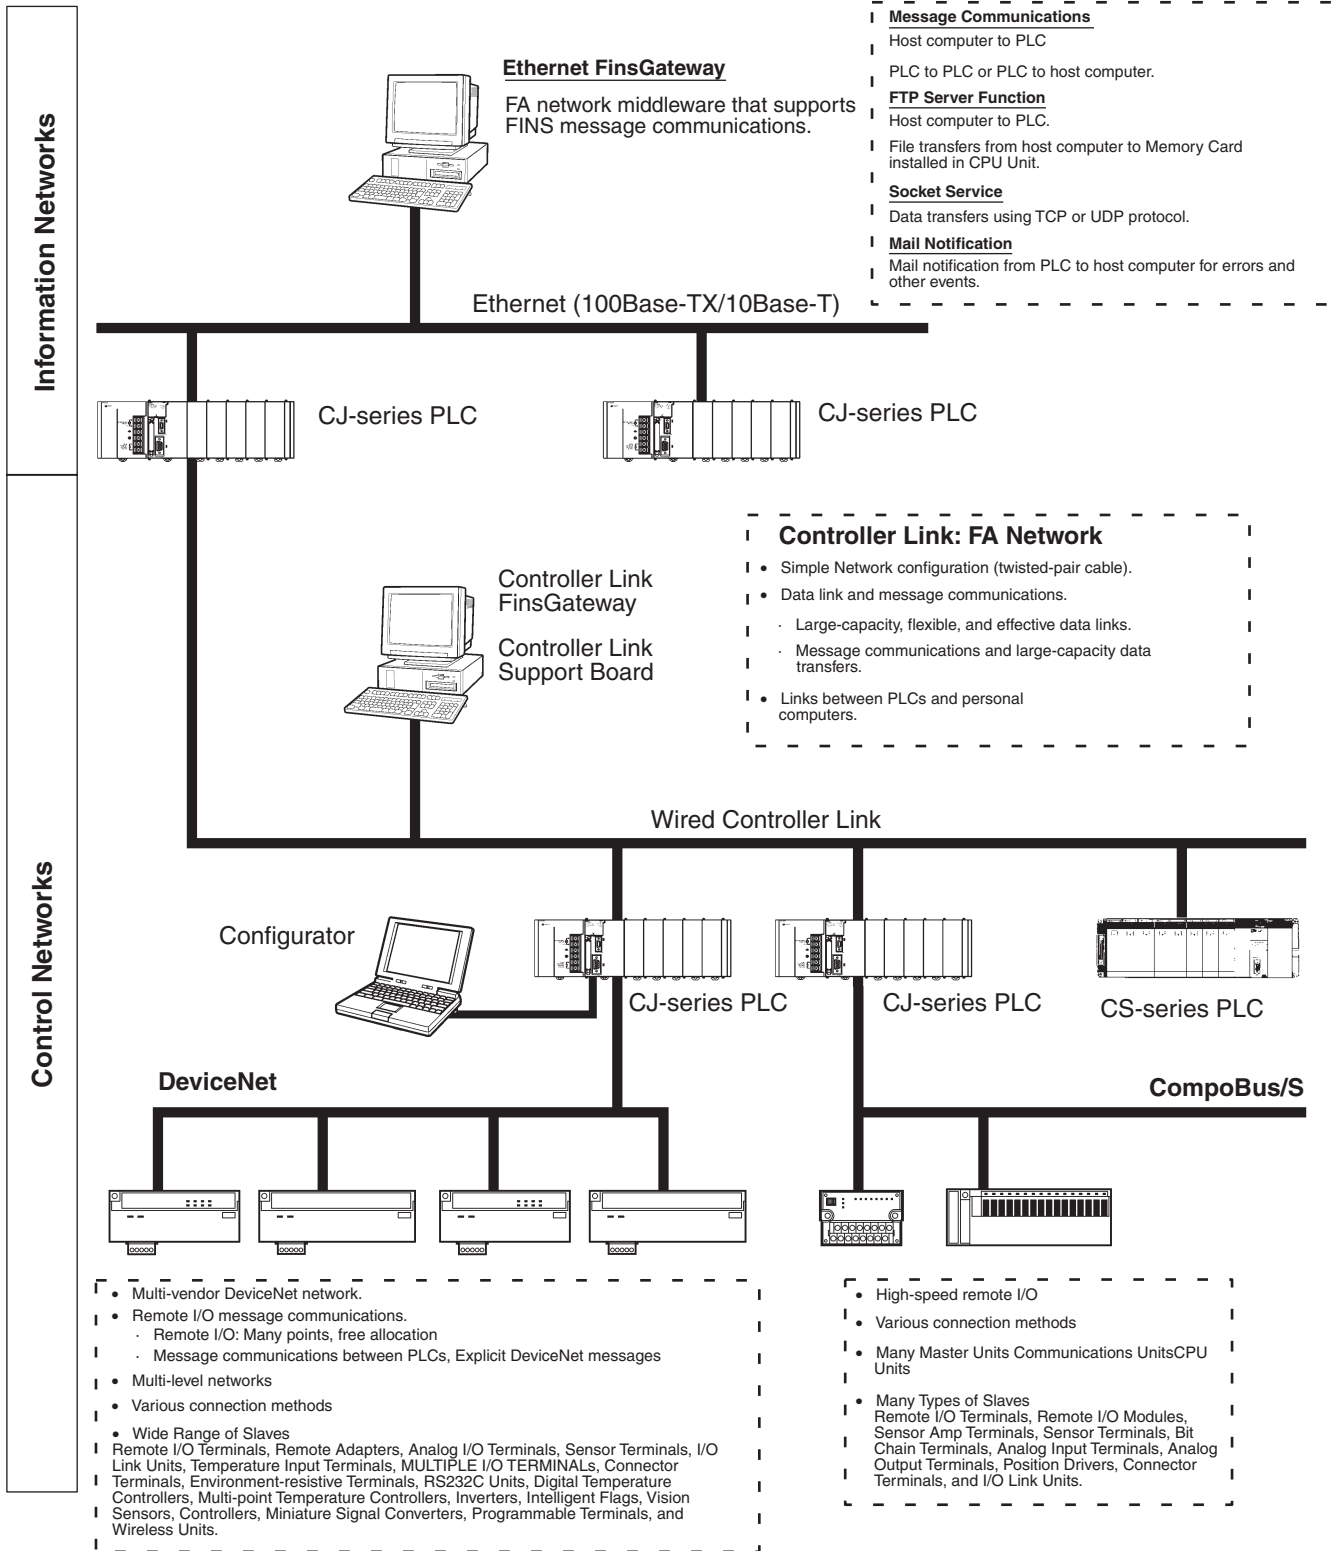 Information Networks
Ethernet FinsGateway
FA network middleware that supports
FINS message communications.
Message Communications
Host computer to PLC
PLC to PLC or PLC to host computer.
FTP Server Function
Host computer to PLC.
File transfers from host computer to Memory Card
installed in CPU Unit.
Socket Service
Data transfers using TCP or UDP protocol.
Mail Notification
Mail notification from PLC to host computer for errors and
other events.
Ethernet (100Base-TX/10Base-T)
CJ-series PLC
CJ-series PLC
Control Networks
Controller Link
FinsGateway
Controller Link
Support Board
Controller Link: FA Network
• Simple Network configuration (twisted-pair cable).
• Data link and message communications.
· Large-capacity, flexible, and effective data links.
· Message communications and large-capacity data
transfers.
• Links between PLCs and personal
computers.
Wired Controller Link
Configurator
CJ-series PLC
CJ-series PLC
CS-series PLC
DeviceNet
CompoBus/S
• Multi-vendor DeviceNet network.
• Remote I/O message communications.
· Remote I/O: Many points, free allocation
· Message communications between PLCs, Explicit DeviceNet messages
• Multi-level networks
• Various connection methods
• Wide Range of Slaves
Remote I/O Terminals, Remote Adapters, Analog I/O Terminals, Sensor Terminals, I/O
Link Units, Temperature Input Terminals, MULTIPLE I/O TERMINALs, Connector
Terminals, Environment-resistive Terminals, RS232C Units, Digital Temperature
Controllers, Multi-point Temperature Controllers, Inverters, Intelligent Flags, Vision
Sensors, Controllers, Miniature Signal Converters, Programmable Terminals, and
Wireless Units.
• High-speed remote I/O
• Various connection methods
• Many Master Units Communications UnitsCPU
Units
• Many Types of Slaves
Remote I/O Terminals, Remote I/O Modules,
Sensor Amp Terminals, Sensor Terminals, Bit
Chain Terminals, Analog Input Terminals, Analog
Output Terminals, Position Drivers, Connector
Terminals, and I/O Link Units.